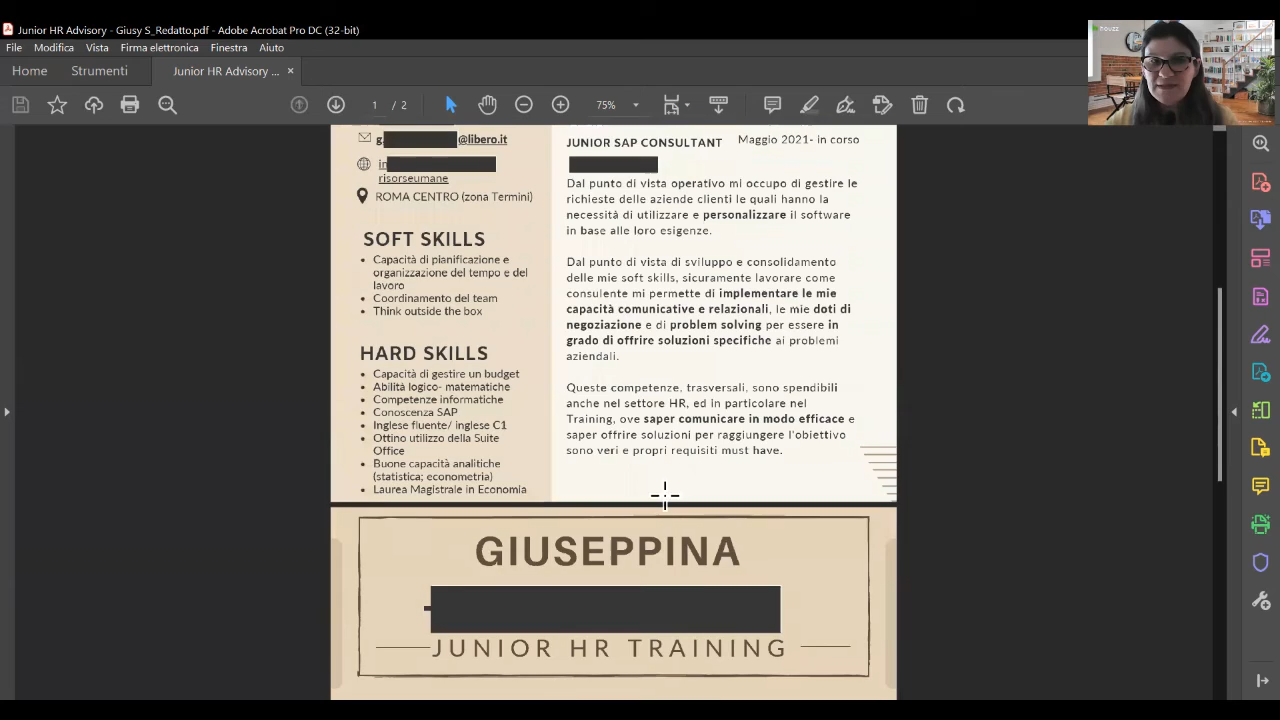 Junior HR Advisory - Giusy S_Redatto.pdf - Adobe Acrobat Pro DC (32-bit)
File Modifica Vista Firma elettronica Finestra Aiuto
Home Strumenti Junior HR Advisory ... ×
1 / 2 75%
houzz
g. @libero.it
in
risorseumane
ROMA CENTRO (zona Termini)
SOFT SKILLS
• Capacità di pianificazione e
organizzazione del tempo e del
lavoro
• Coordinamento del team
• Think outside the box
HARD SKILLS
• Capacità di gestire un budget
• Abilità logico- matematiche
• Competenze informatiche
• Conoscenza SAP
• Inglese fluente/ inglese C1
• Ottino utilizzo della Suite
Office
• Buone capacità analitiche
(statistica; econometria)
• Laurea Magistrale in Economia
JUNIOR SAP CONSULTANT Maggio 2021- in corso
Dal punto di vista operativo mi occupo di gestire le
richieste delle aziende clienti le quali hanno la
necessità di utilizzare e personalizzare il software
in base alle loro esigenze.
Dal punto di vista di sviluppo e consolidamento
delle mie soft skills, sicuramente lavorare come
consulente mi permette di implementare le mie
capacità comunicative e relazionali, le mie doti di
negoziazione e di problem solving per essere in
grado di offrire soluzioni specifiche ai problemi
aziendali.
Queste competenze, trasversali, sono spendibili
anche nel settore HR, ed in particolare nel
Training, ove saper comunicare in modo efficace e
saper offrire soluzioni per raggiungere l'obiettivo
sono veri e propri requisiti must have.
GIUSEPPINA
JUNIOR HR TRAINING